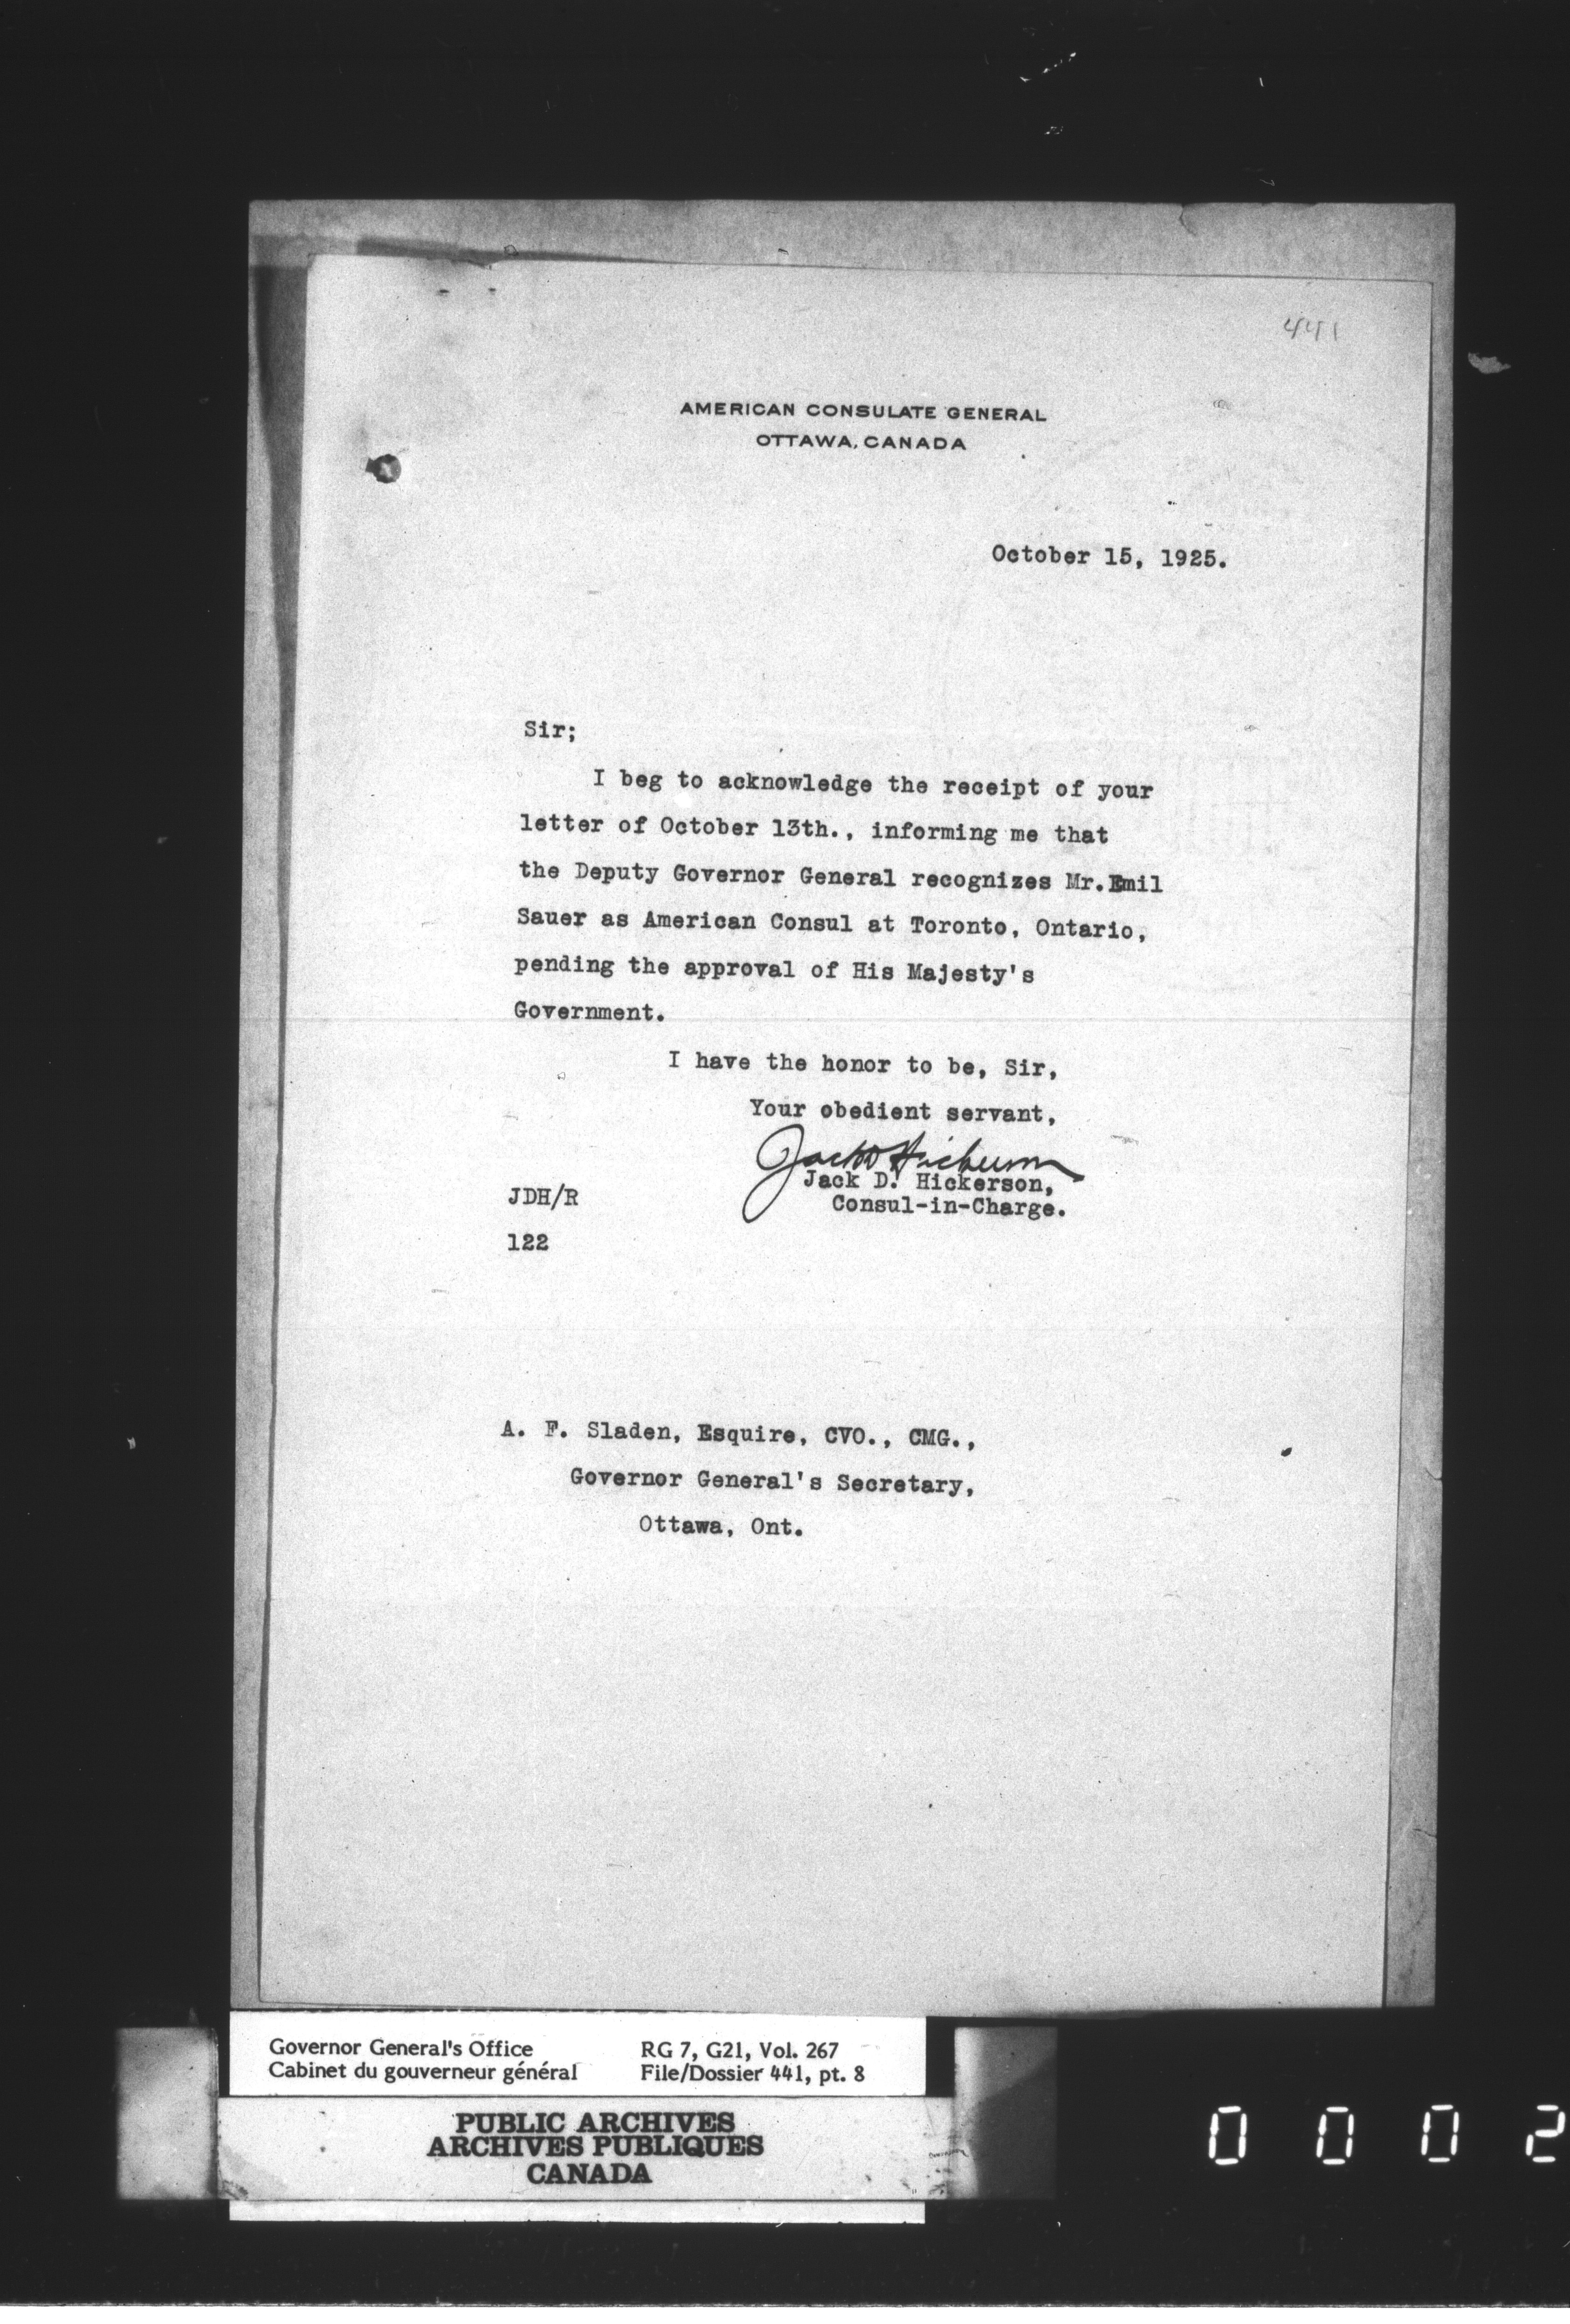 441
AMERICAN CONSULATE GENERAL
OTTAWA, CANADA
October 15, 1925.
Sir;
I beg to acknowledge the receipt of your
letter of October 13th., informing me that
the Deputy Governor General recognizes Mr. Emil
Sauer as American Consul at Toronto, Ontario,
pending the approval of His Majesty's
Government.
I have the honor to be, Sir,
Your obedient servant,
Jack D Hickerson
Jack D. Hickerson,
Consul-in-Charge.
JDH/R
122
A. F. Sladen, Esquire, CVO., CMG.,
Governor General's Secretary,
Ottawa, Ont.
Governor General's Office RG 7, G21, Vol. 267
Cabinet du gouverneur général File/Dossier 441, pt. 8
PUBLIC ARCHIVES
ARCHIVES PUBLIQUES
CANADA
0002